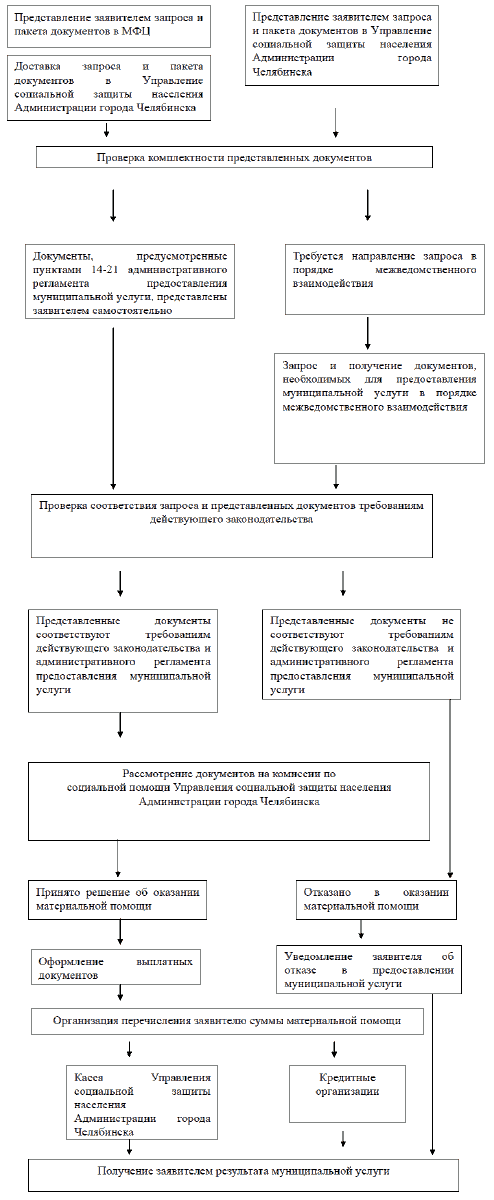 Представление заявителем запроса и
пакета документов в МФЦ
Представление заявителем запроса
и пакета документов в Управление
социальной защиты населения
Администрации города
Челябинска
Доставка запроса и пакета
документов в Управление
социальной защиты населения
Администрации города Челябинска
Проверка комплектности представленных документов
Документы, предусмотренные
пунктами 14-21 административного
регламента предоставления
муниципальной услуги, представлены
заявителем самостоятельно
Требуется направление запроса в
порядке межведомственного
взаимодействия
Запрос и получение документов,
необходимых для предоставления
муниципальной услуги в порядке
межведомственного взаимодействия
Проверка соответствия запроса и представленных документов требованиям
действующего законодательства
Представленные документы
соответствуют требованиям
действующего законодательства и
административного регламента
предоставления муниципальной
услуги
Представленные документы не
соответствуют требованиям
действующего законодательства и
административного регламента
предоставления муниципальной
услуги
Рассмотрение документов на комиссии по
социальной помощи Управления социальной защиты населения
Администрации города Челябинска
Принято решение об оказании
материальной помощи
Отказано в оказании
материальной помощи
Оформление выплатных
документов
Уведомление заявителя об
отказе в предоставлении
муниципальной услуги
Организация перечисления заявителю суммы материальной помощи
Касса Управления
социальной защиты
населения
Администрации города
Челябинска
Кредитные
организации
Получение заявителем результата муниципальной услуги